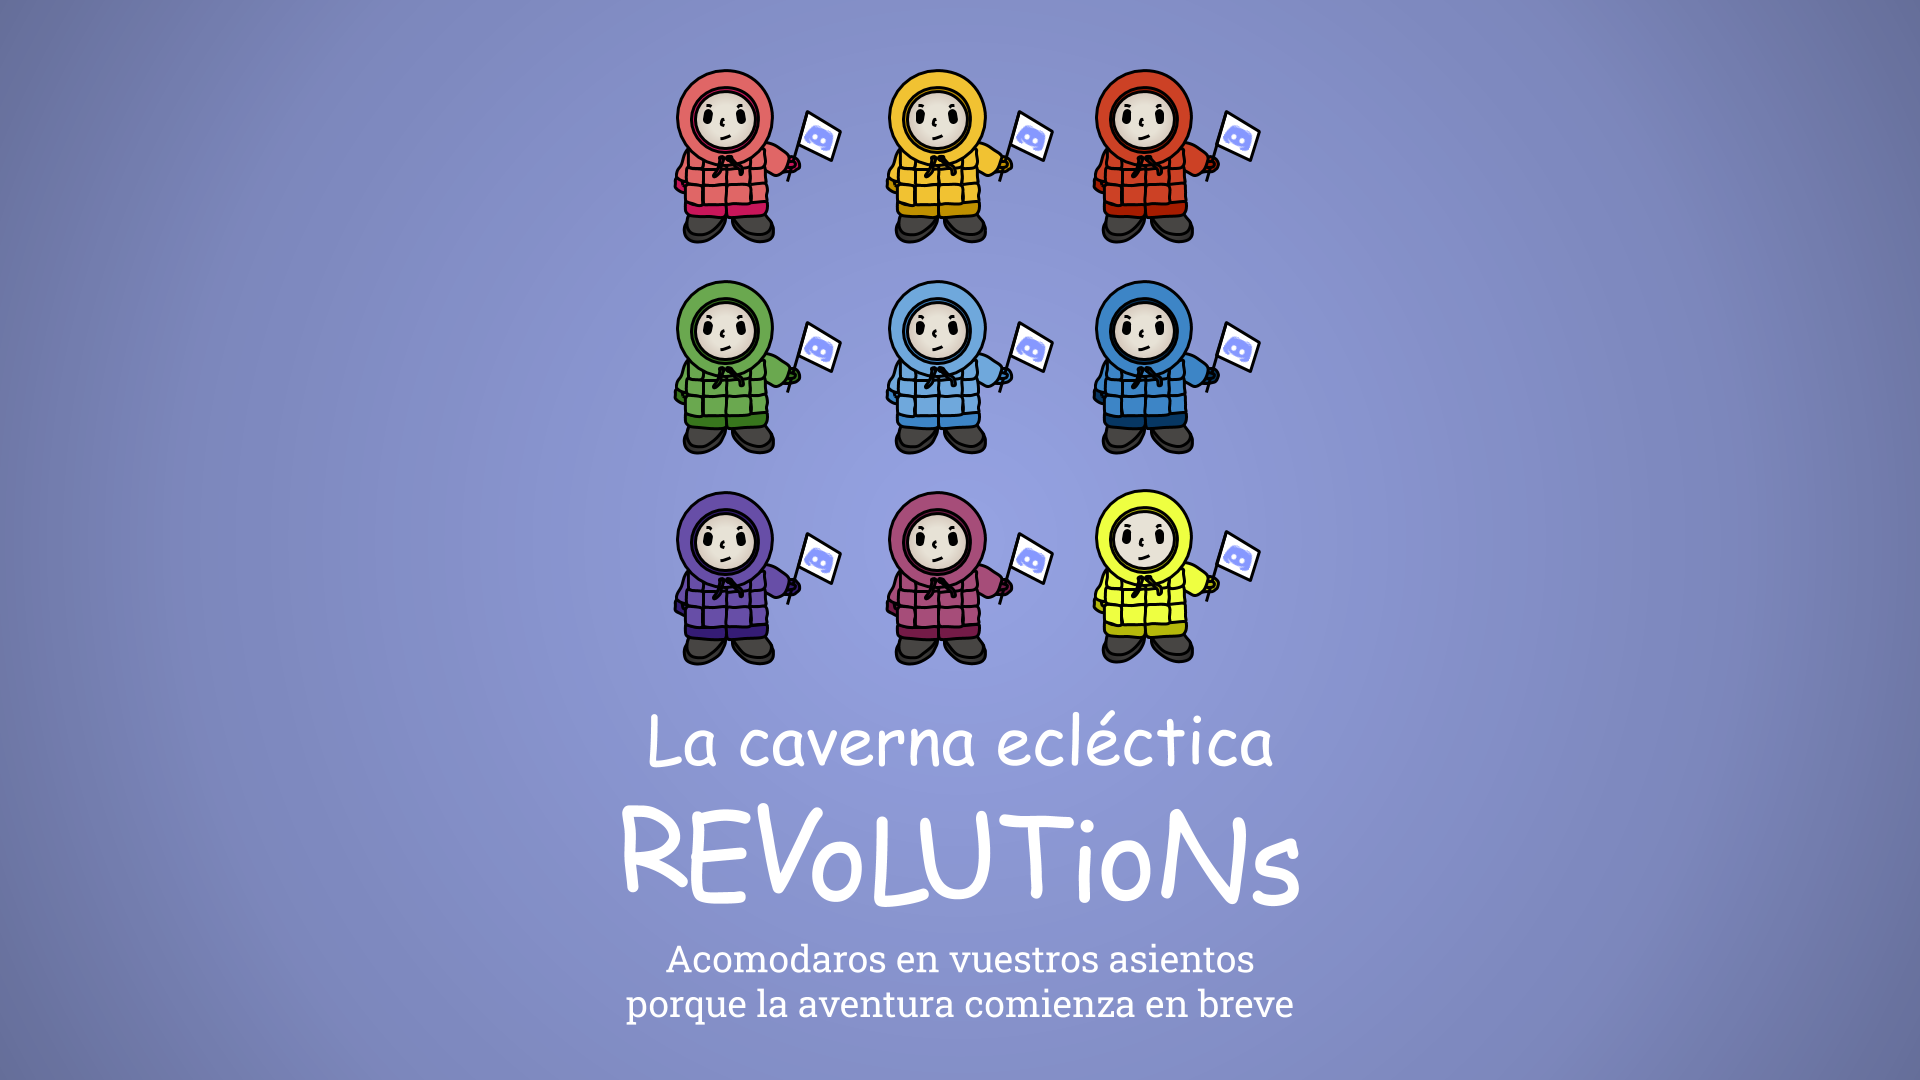 La caverna ecléctica
REVoLUTioNs
Acomodaros en vuestros asientos
porque la aventura comienza en breve